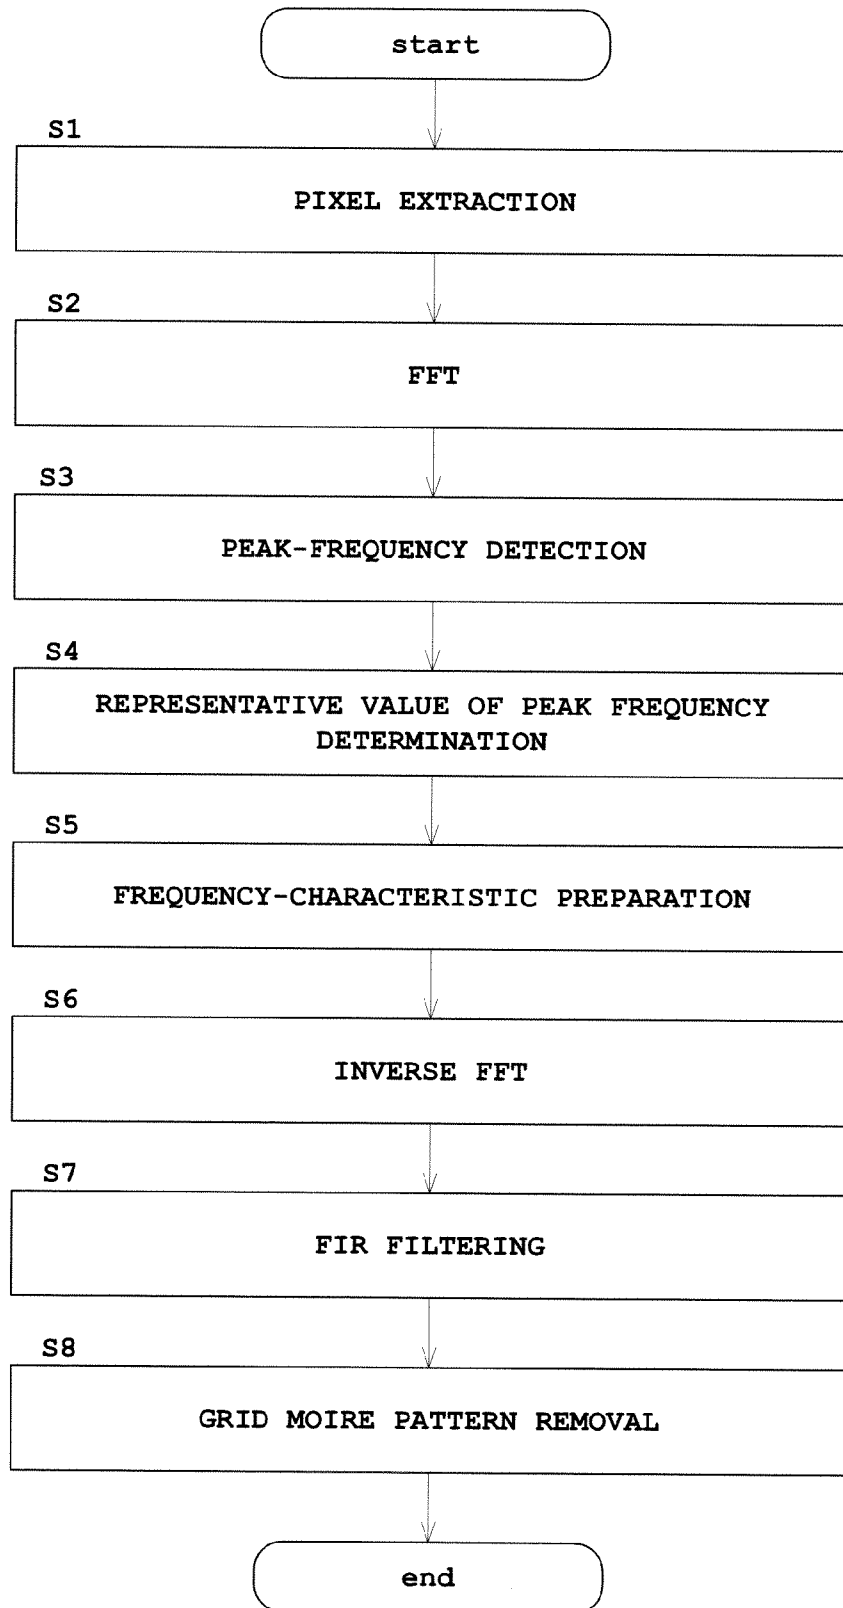 start
S1
PIXEL EXTRACTION
S2
FFT
S3
PEAK-FREQUENCY DETECTION
S4
REPRESENTATIVE VALUE OF PEAK FREQUENCY
DETERMINATION
S5
FREQUENCY-CHARACTERISTIC PREPARATION
S6
INVERSE FFT
S7
FIR FILTERING
S8
GRID MOIRE PATTERN REMOVAL
end